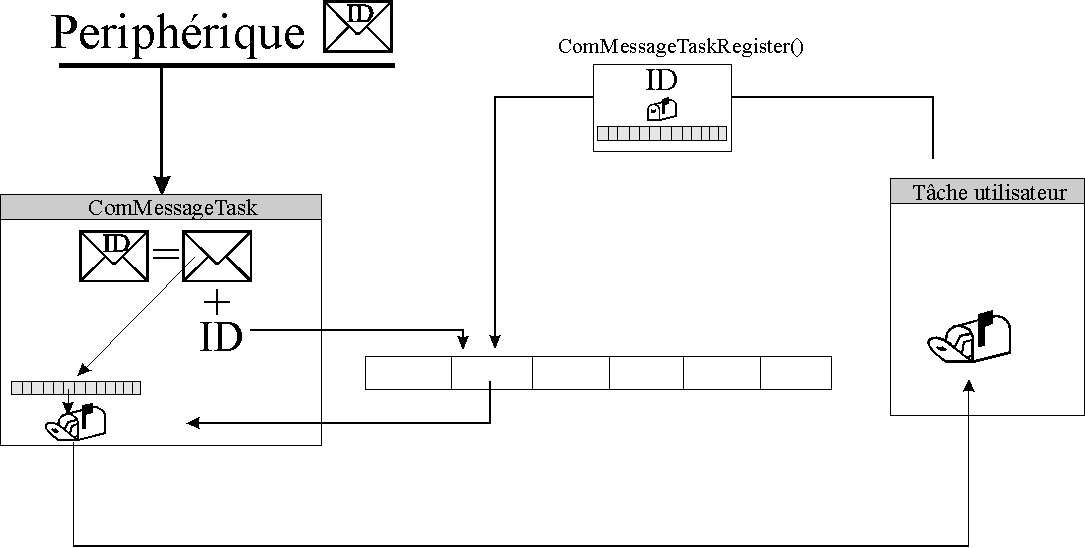 Periphérique
ID
ComMessageTaskRegister()
ID
ComMessageTask
ID
=
+
ID
Tâche utilisateur